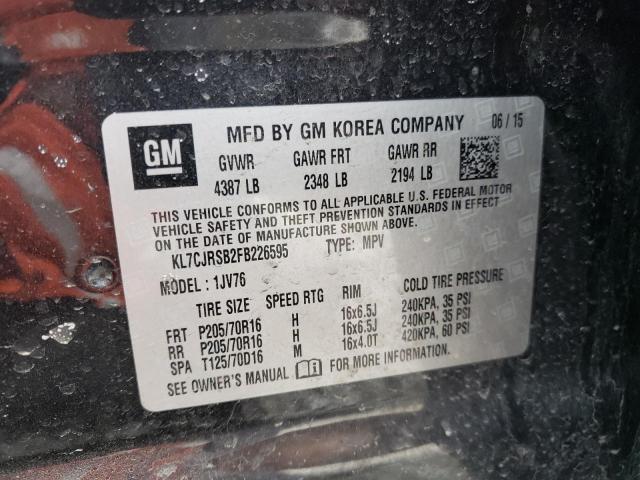 GM
MFD BY GM KOREA COMPANY 06 / 15
GVWR GAWR FRT GAWR RR
4387 LB 2348 LB 2194 LB
THIS VEHICLE CONFORMS TO ALL APPLICABLE U.S. FEDERAL MOTOR
VEHICLE SAFETY AND THEFT PREVENTION STANDARDS IN EFFECT
ON THE DATE OF MANUFACTURE SHOWN ABOVE.
KL7CJRSB2FB226595 TYPE: MPV
MODEL : 1JV76
TIRE SIZE SPEED RTG RIM COLD TIRE PRESSURE
FRT P205/70R16 H 16x6.5J 240KPA, 35 PSI
RR P205/70R16 H 16x6.5J 240KPA, 35 PSI
SPA T125/70D16 M 16x4.0T 420KPA, 60 PSI
SEE OWNER'S MANUAL FOR MORE INFORMATION.